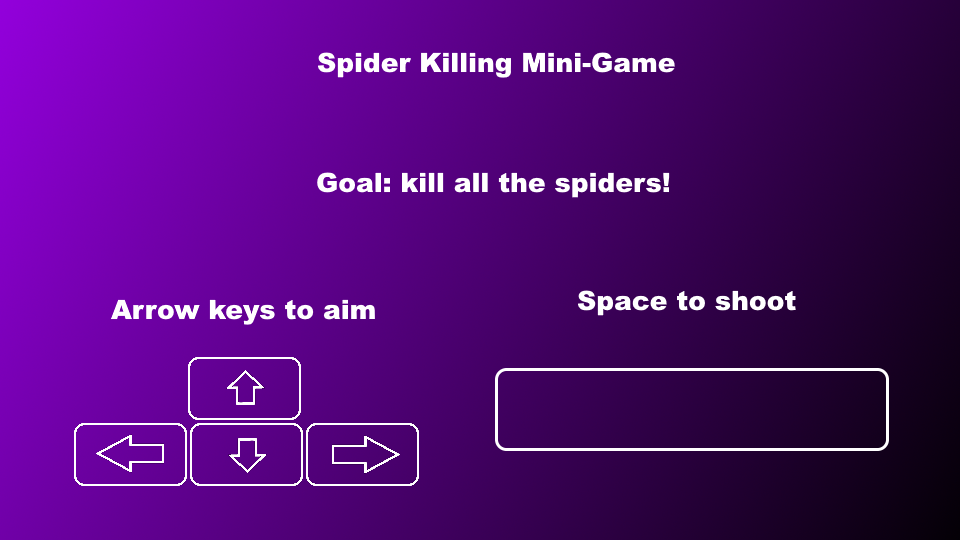 Spider Killing Mini-Game
Goal: kill all the spiders!
Arrow keys to aim
Space to shoot